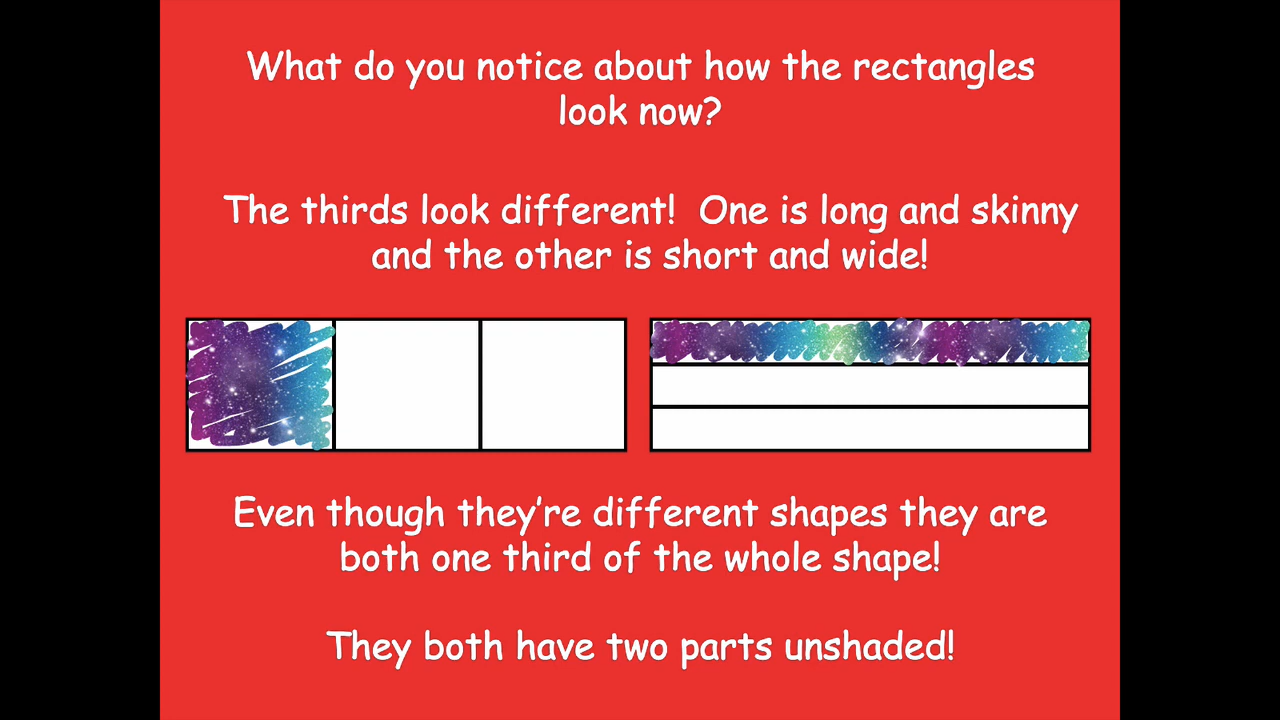 What do you notice about how the rectangles
look now?
The thirds look different! One is long and skinny
and the other is short and wide!
Even though they’re different shapes they are
both one third of the whole shape!
They both have two parts unshaded!